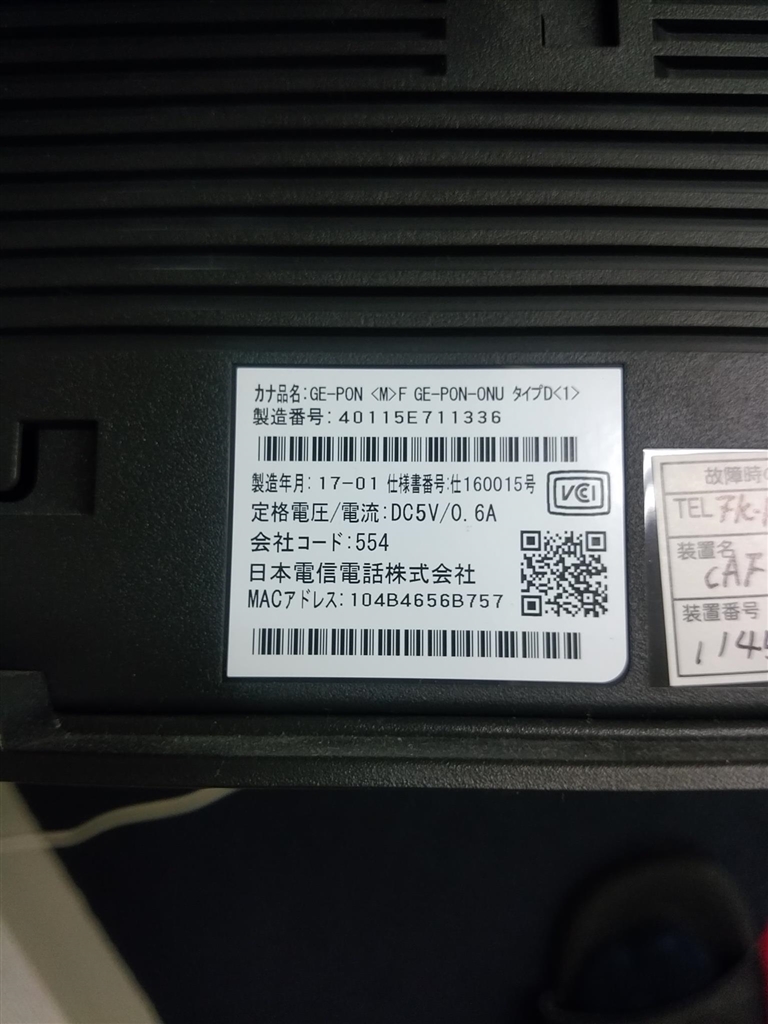 カナ品名:GE-PON <M>F GE-PON-ONU タイプD<1>
製造番号:40115E711336
製造年月:17-01 仕様書番号:仕160015号
VCCI
定格電圧/電流:DC5V/0.6A
会社コード:554
日本電信電話株式会社
MACアドレス:104B4656B757
故障時の
TEL
装置名
装置番号